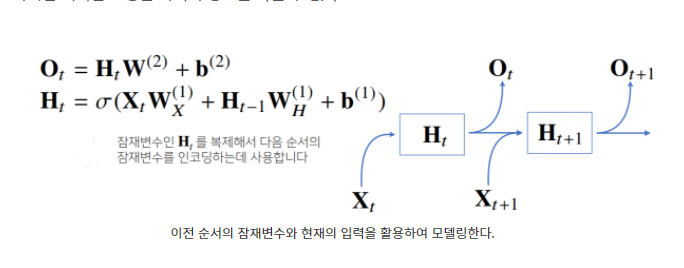 O_t = H_t W^(2) + b^(2)
H_t = σ(X_t W_X^(1) + H_{t-1} W_H^(1) + b^(1))
잠재변수인 H_t 를 복제해서 다음 순서의
잠재변수를 인코딩하는데 사용합니다
O_t
O_{t+1}
H_t
H_{t+1}
X_t
X_{t+1}
이전 순서의 잠재변수와 현재의 입력을 활용하여 모델링한다.